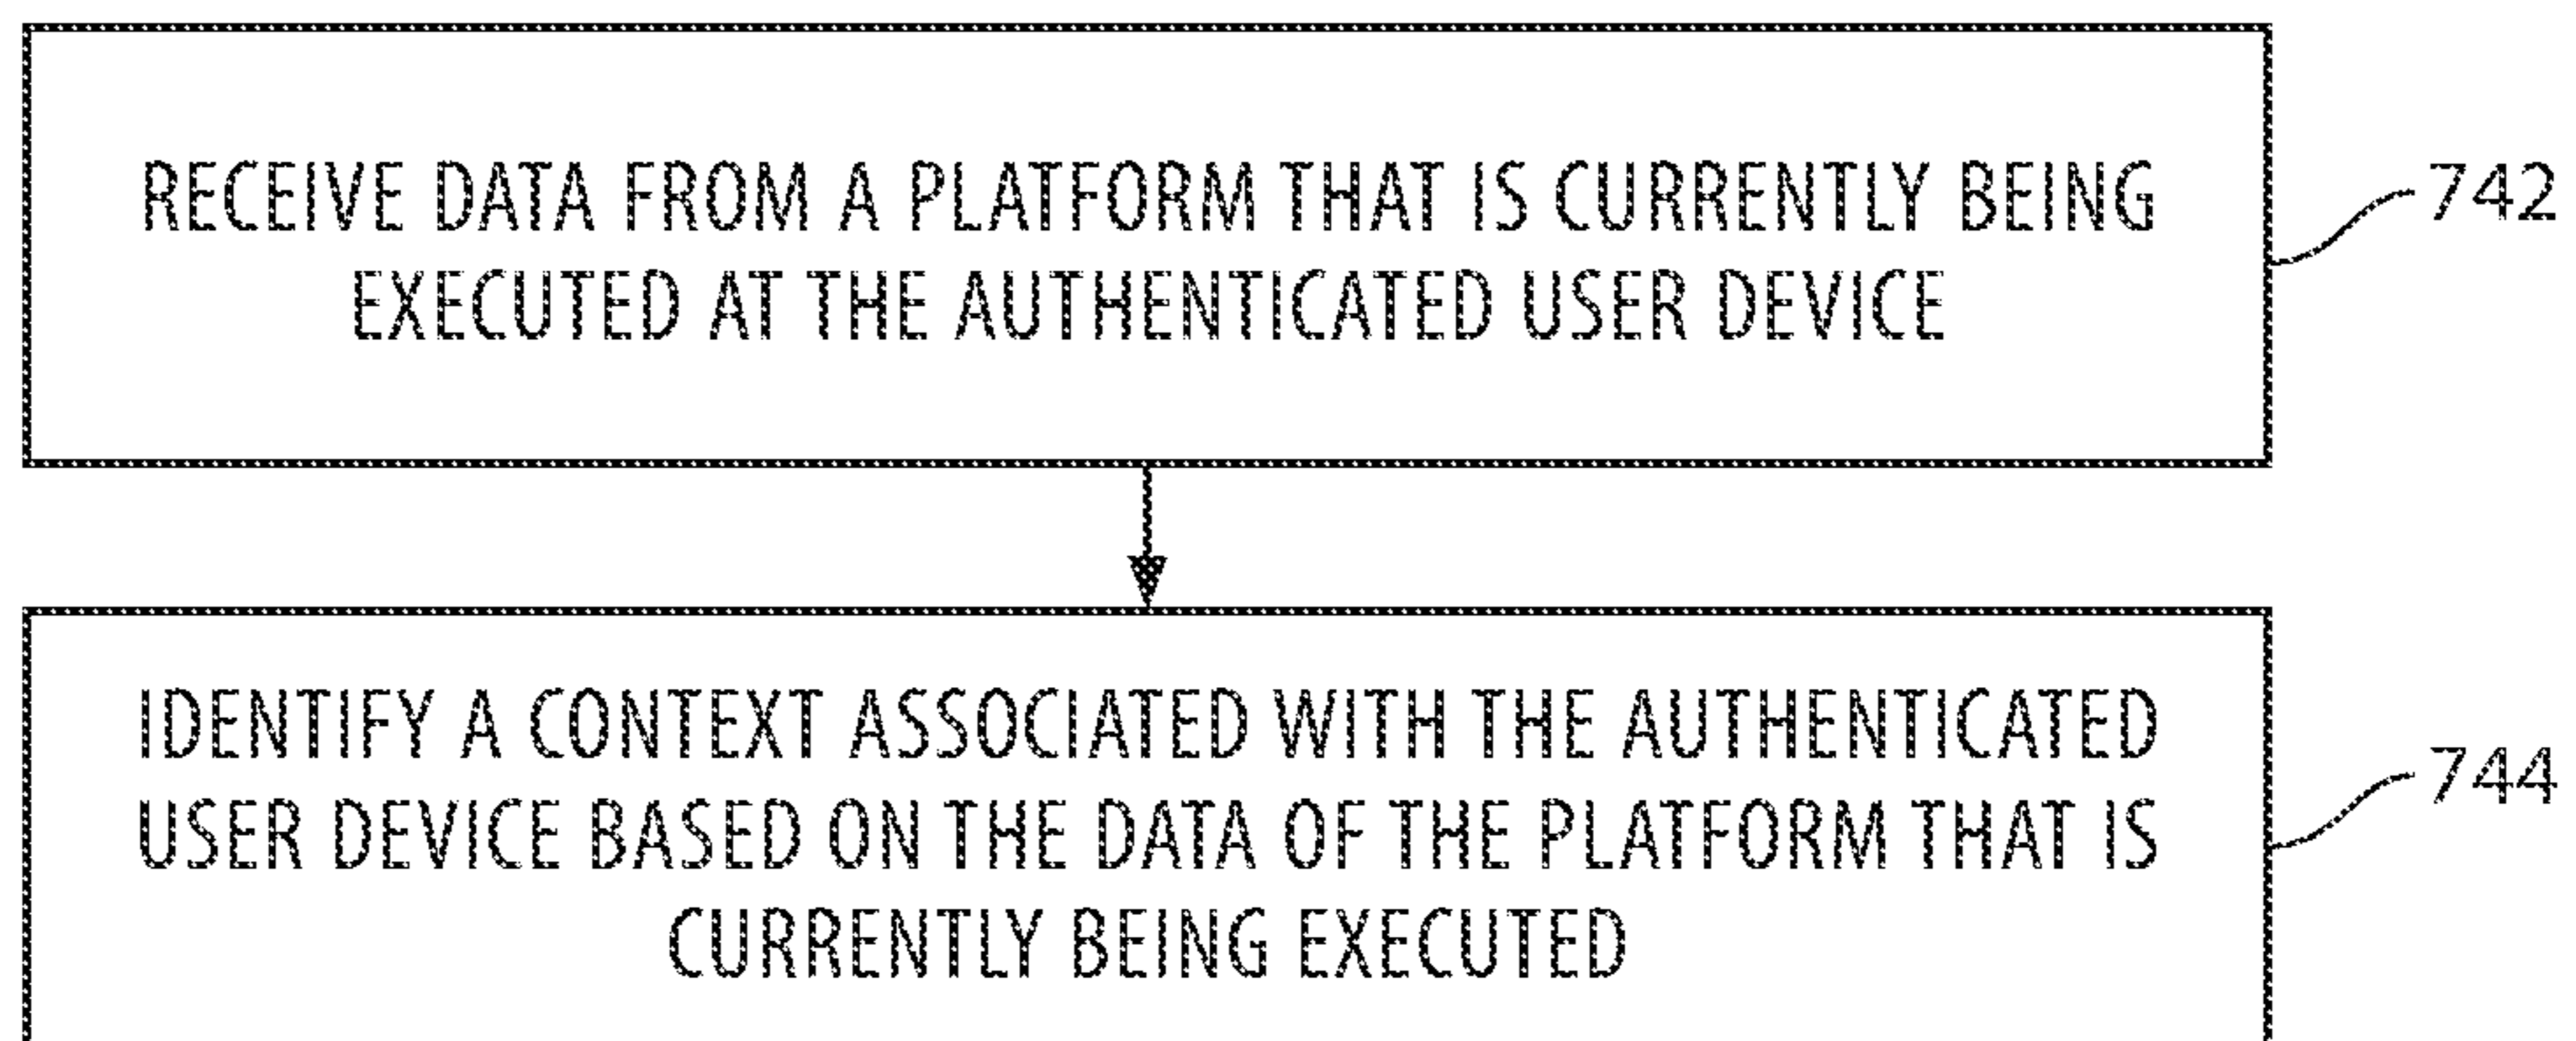 RECEIVE DATA FROM A PLATFORM THAT IS CURRENTLY BEING
EXECUTED AT THE AUTHENTICATED USER DEVICE
742
IDENTIFY A CONTEXT ASSOCIATED WITH THE AUTHENTICATED
USER DEVICE BASED ON THE DATA OF THE PLATFORM THAT IS
CURRENTLY BEING EXECUTED
744